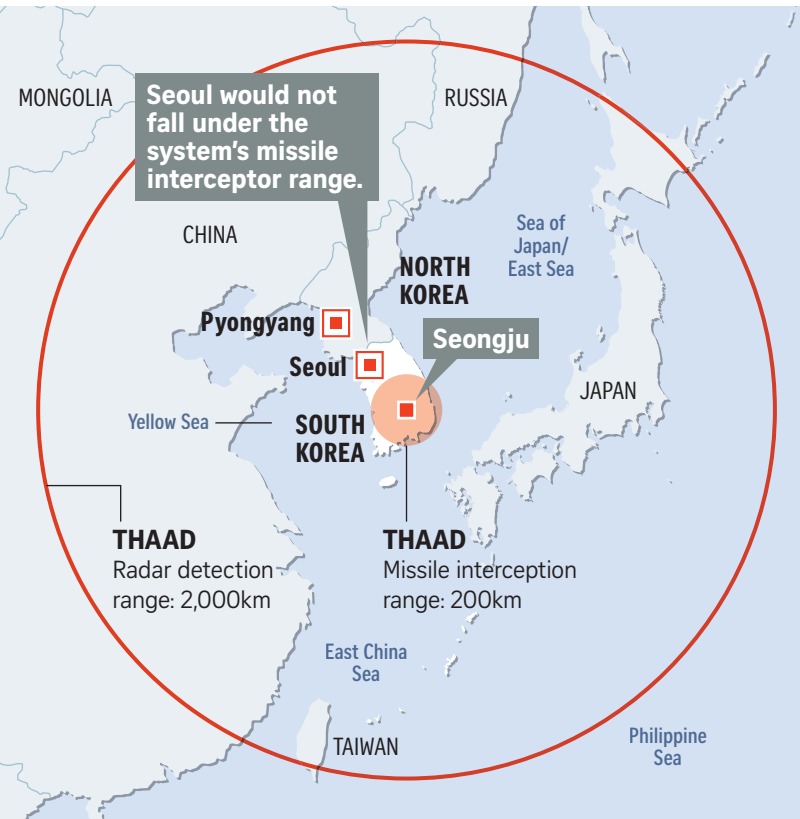 MONGOLIA
Seoul would not
fall under the
system's missile
interceptor range.
RUSSIA
CHINA
Sea of
Japan/
East Sea
NORTH
KOREA
Pyongyang
Seongju
Seoul
JAPAN
Yellow Sea
SOUTH
KOREA
THAAD
Radar detection
range: 2,000km
THAAD
Missile interception
range: 200km
East China
Sea
TAIWAN
Philippine
Sea